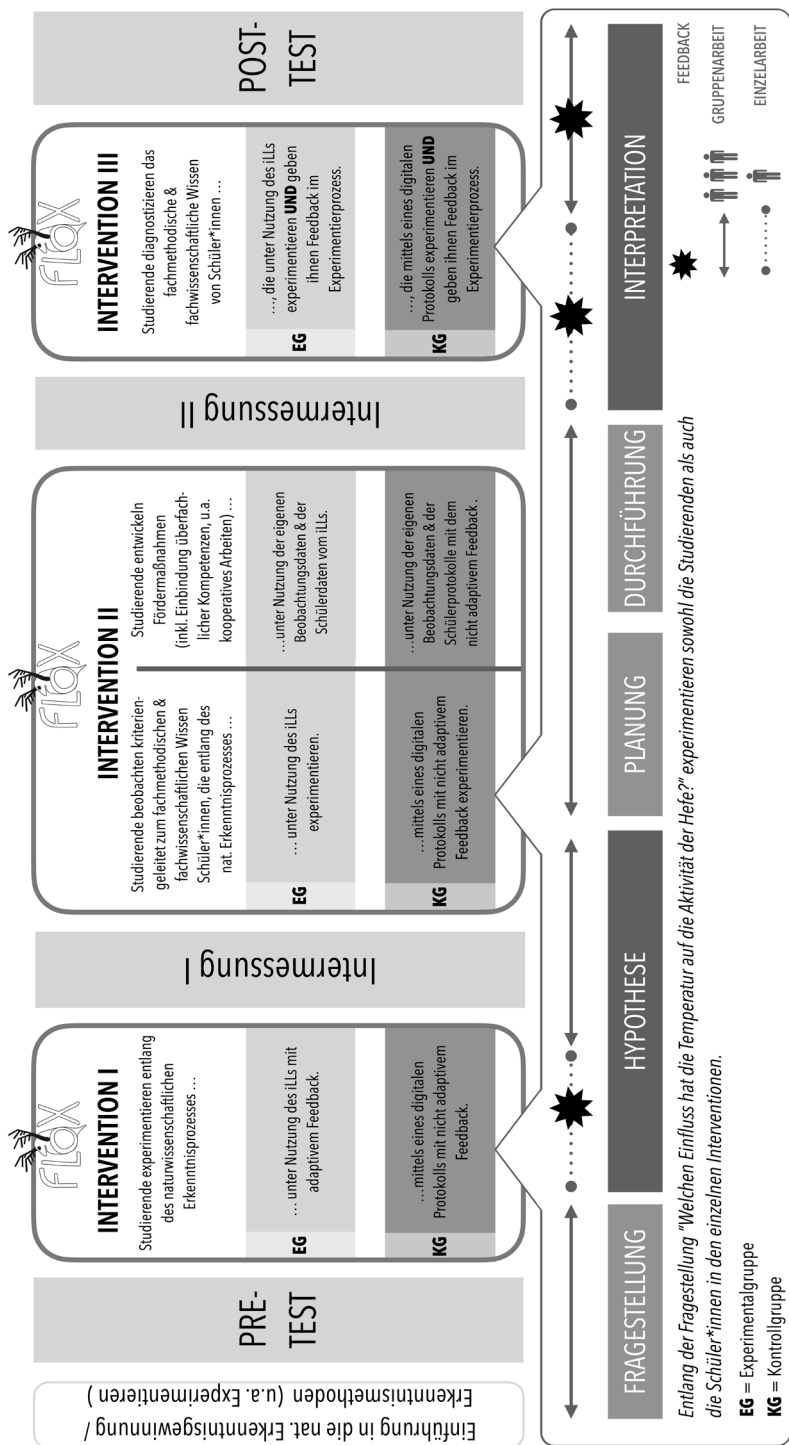 Einführung in die nat. Erkenntnisgewinnung /
Erkenntnismethoden (u.a. Experimentieren)
PRE-
TEST
FLOX
INTERVENTION I
Studierende experimentieren entlang
des naturwissenschaftlichen
Erkenntnisprozesses …
EG
… unter Nutzung des iLLs mit
adaptivem Feedback.
KG
…mittels eines digitalen
Protokolls mit nicht adaptivem
Feedback.
Intermessung I
FLOX
INTERVENTION II
Studierende beobachten kriterien-
geleitet zum fachmethodischen &
fachwissenschaftlichen Wissen
Schüler*innen, die entlang des
nat. Erkenntnisprozesses …
EG
… unter Nutzung des iLLs
experimentieren.
KG
…mittels eines digitalen
Protokolls mit nicht adaptivem
Feedback experimentieren.
Studierende entwickeln
Fördermaßnahmen
(inkl. Einbindung überfach-
licher Kompetenzen, u.a.
kooperatives Arbeiten) …
…unter Nutzung der eigenen
Beobachtungsdaten & der
Schülerdaten vom iLLs.
…unter Nutzung der eigenen
Beobachtungsdaten & der
Schülerprotokolle mit dem
nicht adaptivem Feedback .
Intermessung II
FLOX
INTERVENTION III
Studierende diagnostizieren das
fachmethodische &
fachwissenschaftliche Wissen
von Schüler*innen …
EG
…, die unter Nutzung des iLLs
experimentieren UND geben
ihnen Feedback im
Experimentierprozess.
KG
…, die mittels eines digitalen
Protokolls experimentieren UND
geben ihnen Feedback im
Experimentierprozess.
POST-
TEST
FRAGESTELLUNG
HYPOTHESE
PLANUNG
DURCHFÜHRUNG
INTERPRETATION
Entlang der Fragestellung "Welchen Einfluss hat die Temperatur auf die Aktivität der Hefe?" experimentieren sowohl die Studierenden als auch
die Schüler*innen in den einzelnen Interventionen.
EG = Experimentalgruppe
KG = Kontrollgruppe
FEEDBACK
GRUPPENARBEIT
EINZELARBEIT